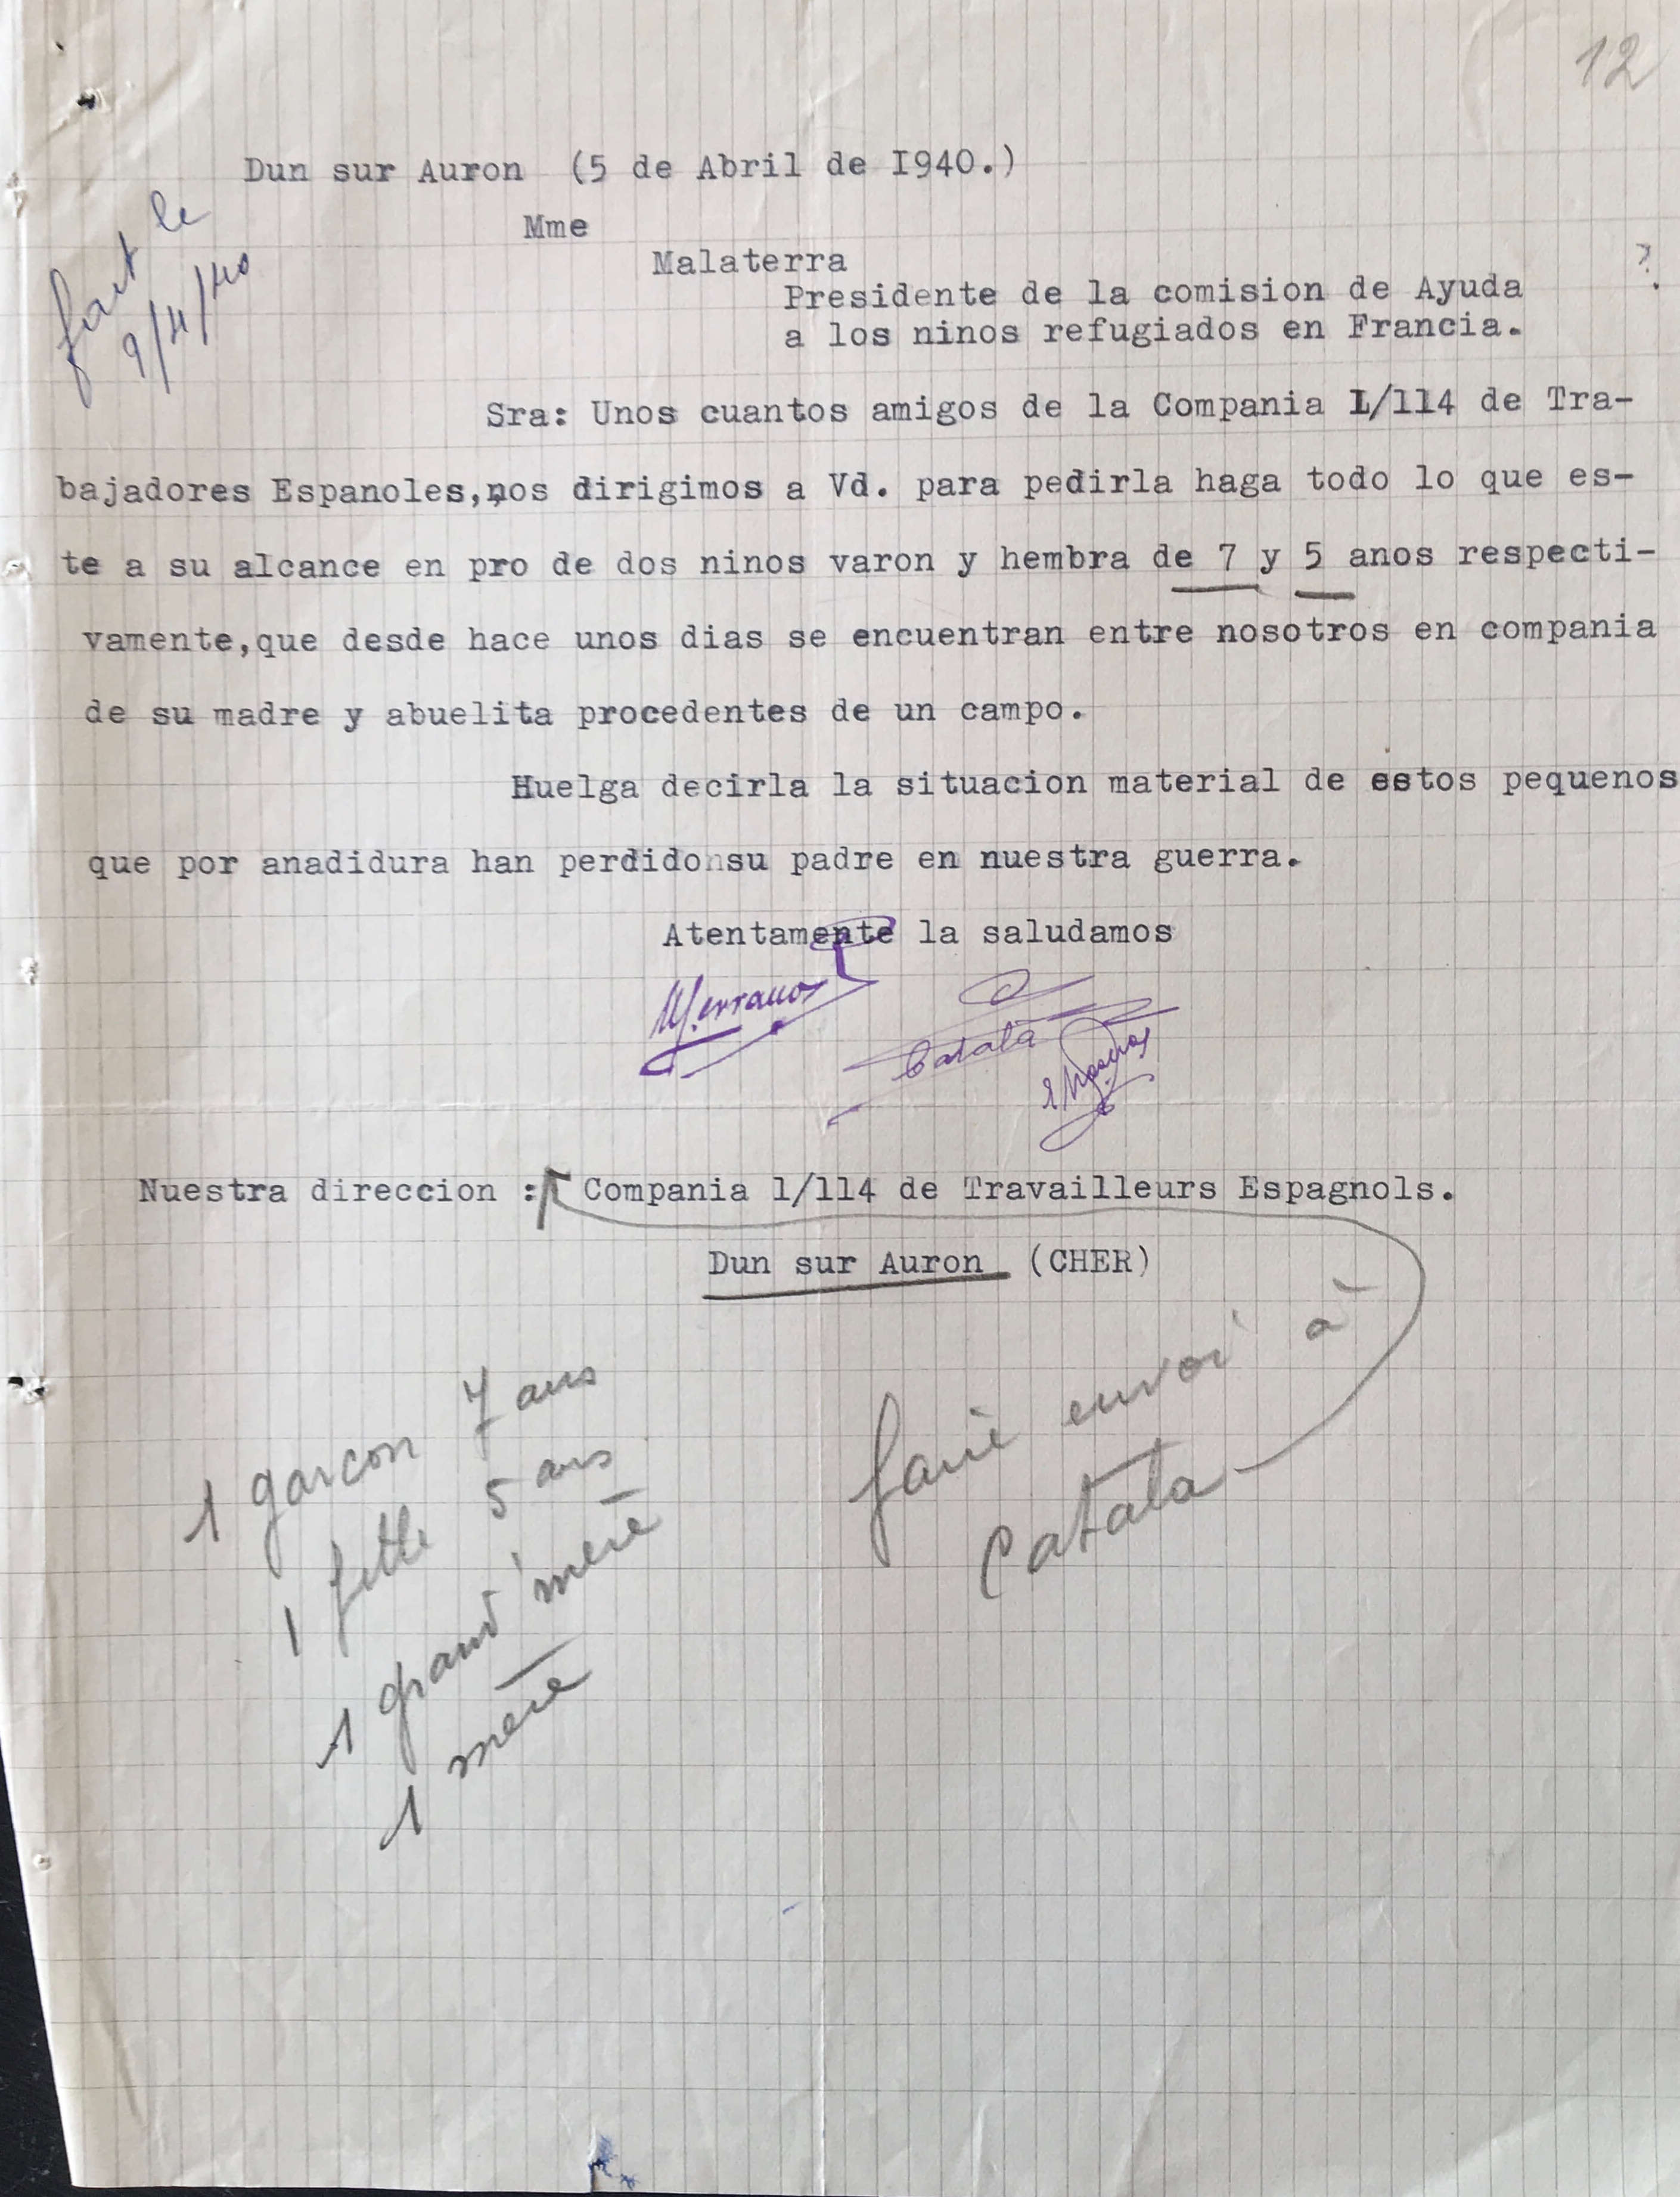 12
Dun sur Auron (5 de Abril de I940.)
fait le
9/4/40
Mme
Malaterra
?
Presidente de la comision de Ayuda
a los ninos refugiados en Francia.
Sra: Unos cuantos amigos de la Compania I/114 de Tra-
bajadores Espanoles,nos dirigimos a Vd. para pedirla haga todo lo que es-
te a su alcance en pro de dos ninos varon y hembra de 7 y 5 anos respecti-
vamente,que desde hace unos dias se encuentran entre nosotros en compania
de su madre y abuelita procedentes de un campo.
Huelga decirla la situacion material de estos pequenos
que por anadidura han perdidonsu padre en nuestra guerra.
Atentamente la saludamos
Catalá
Nuestra direccion : Compania 1/114 de Travailleurs Espagnols.
Dun sur Auron (CHER)
1 garcon 7 ans
1 fille 5 ans
1 grand'mère
1 mère
faire envoi à
Catala